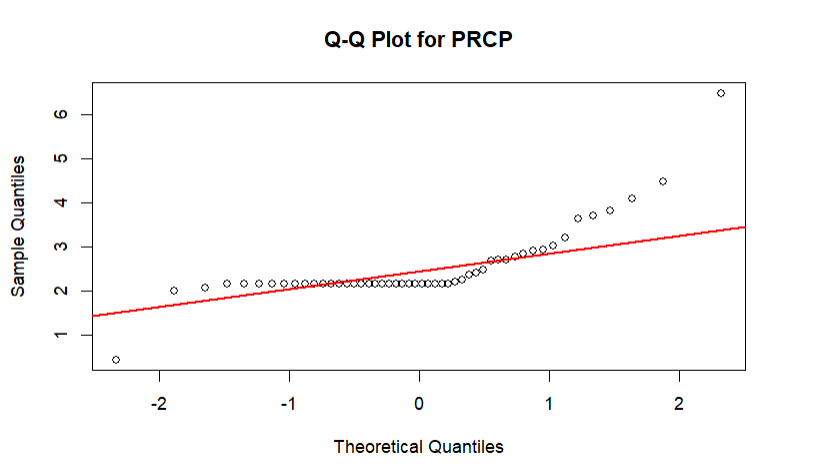 Q-Q Plot for PRCP
Sample Quantiles
6
5
4
3
2
1
-2 -1 0 1 2
Theoretical Quantiles